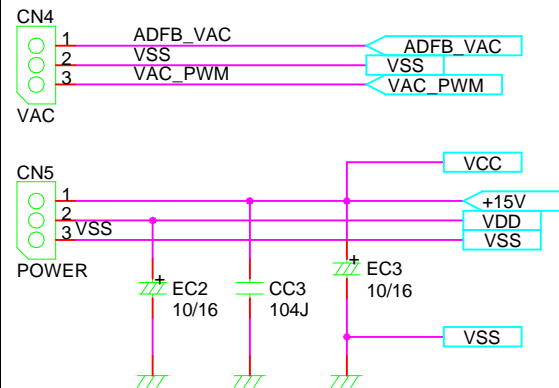 CN4
1 ADFB_VAC ADFB_VAC
2 VSS VSS
3 VAC_PWM VAC_PWM
VAC
VCC
CN5
1 +15V
2 VDD
3 VSS VSS
POWER
+ EC2 10/16
CC3 104J
+ EC3 10/16
VSS